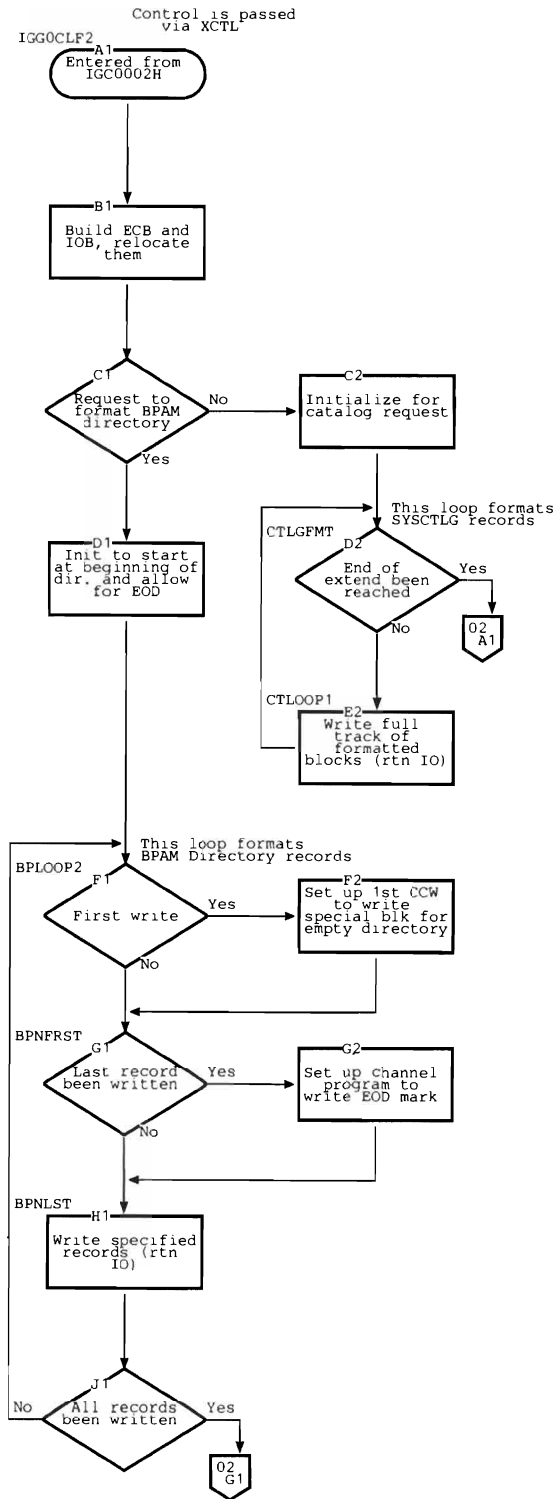 Control is passed
via XCTL
IGG0CLF2
A1
Entered from
IGC0002H
B1
Build ECB and
IOB, relocate
them
C1
Request to
format BPAM
directory
No
Yes
C2
Initialize for
catalog request
This loop formats
SYSCTLG records
CTLGFMT
D1
Init to start
at beginning of
dir. and allow
for EOD
D2
End of
extend been
reached
Yes
No
02
A1
CTLOOP1
E2
Write full
track of
formatted
blocks (rtn IO)
This loop formats
BPAM Directory records
BPLOOP2
F1
First write
Yes
No
F2
Set up 1st CCW
to write
special blk for
empty directory
BPNFRST
G1
Last record
been written
Yes
No
G2
Set up channel
program to
write EOD mark
BPNLST
H1
Write specified
records (rtn
IO)
J1
All records
been written
No
Yes
02
G1